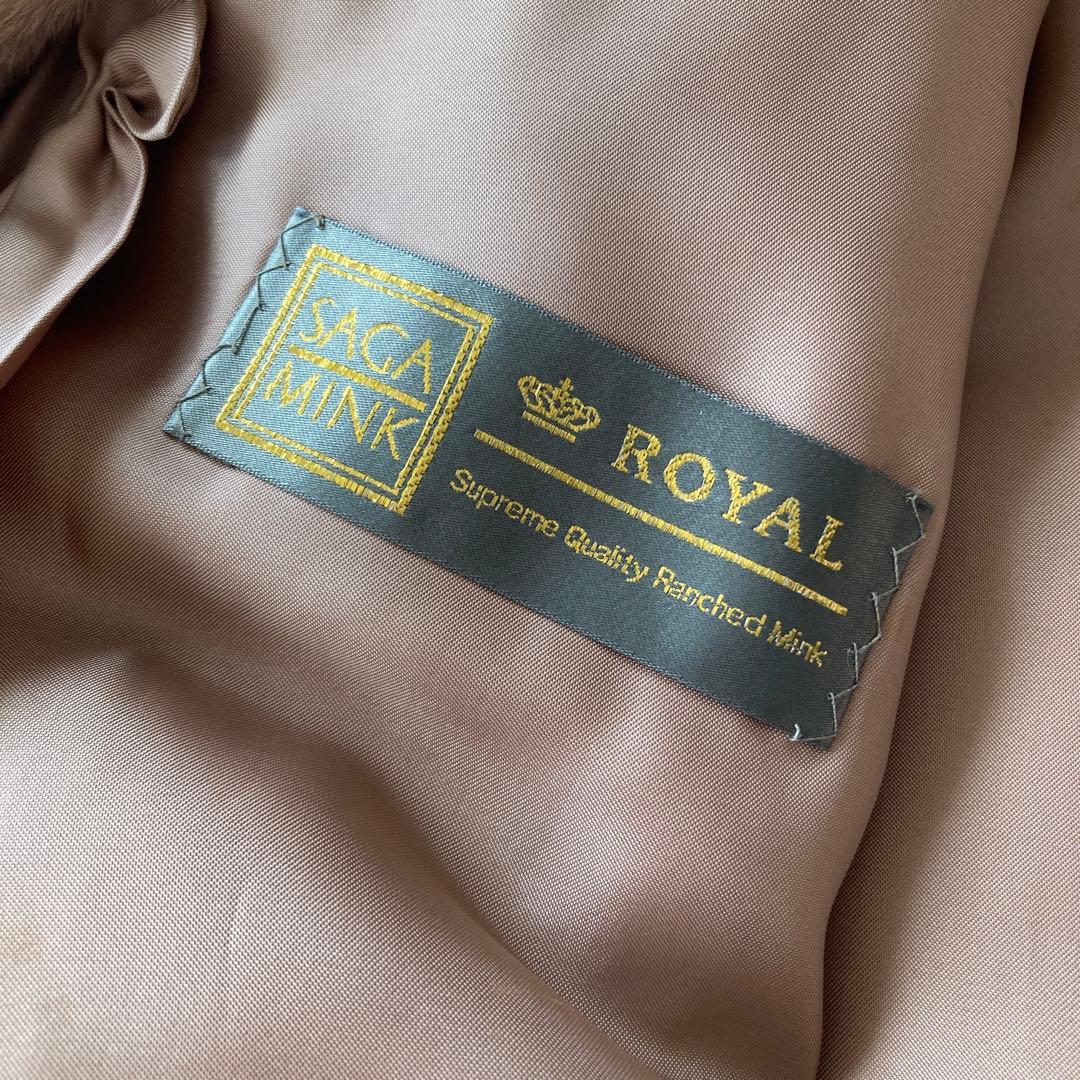 SAGA
MINK
ROYAL
Supreme Quality Ranched Mink